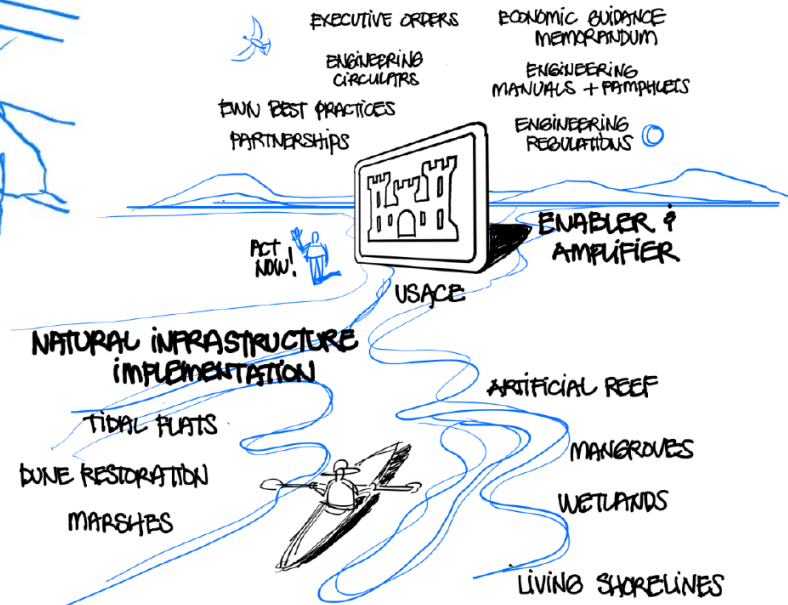 EXECUTIVE ORDERS
ECONOMIC GUIDANCE
MEMORANDUM
ENGINEERING
CIRCULARS
ENGINEERING
MANUALS + PAMPHLETS
EWN BEST PRACTICES
PARTNERSHIPS
ENGINEERING
REGULATIONS
ACT
NOW!
ENABLER &
AMPLIFIER
USACE
NATURAL INFRASTRUCTURE
IMPLEMENTATION
ARTIFICIAL REEF
TIDAL FLATS
MANGROVES
DUNE RESTORATION
WETLANDS
MARSHES
LIVING SHORELINES